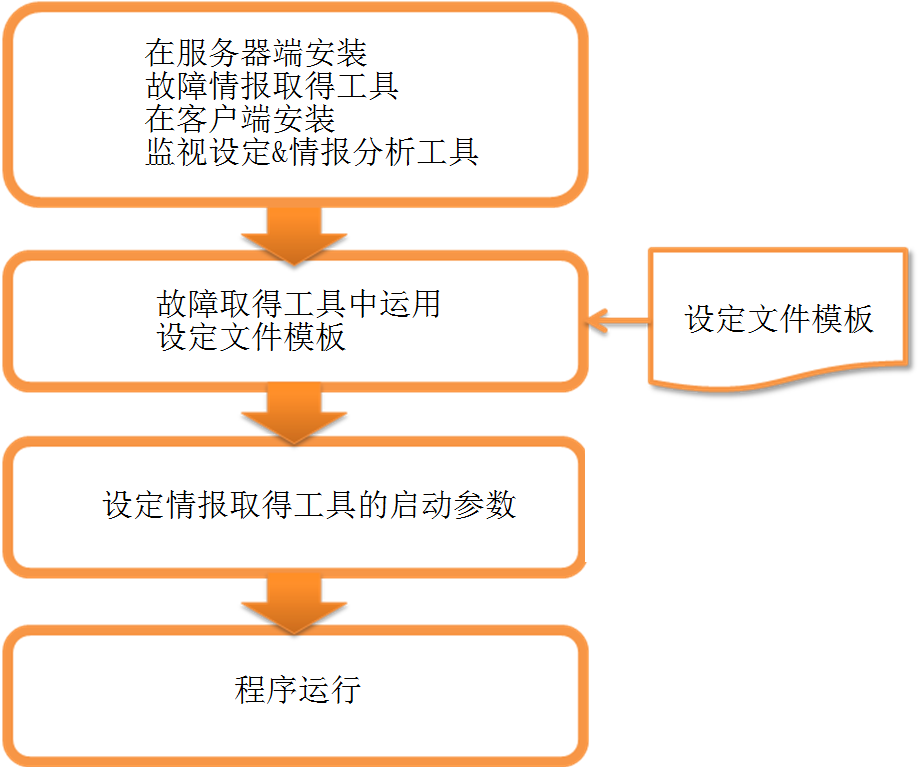 在服务器端安装
故障情报取得工具
在客户端安装
监视设定&情报分析工具
故障取得工具中运用
设定文件模板
设定文件模板
设定情报取得工具的启动参数
程序运行